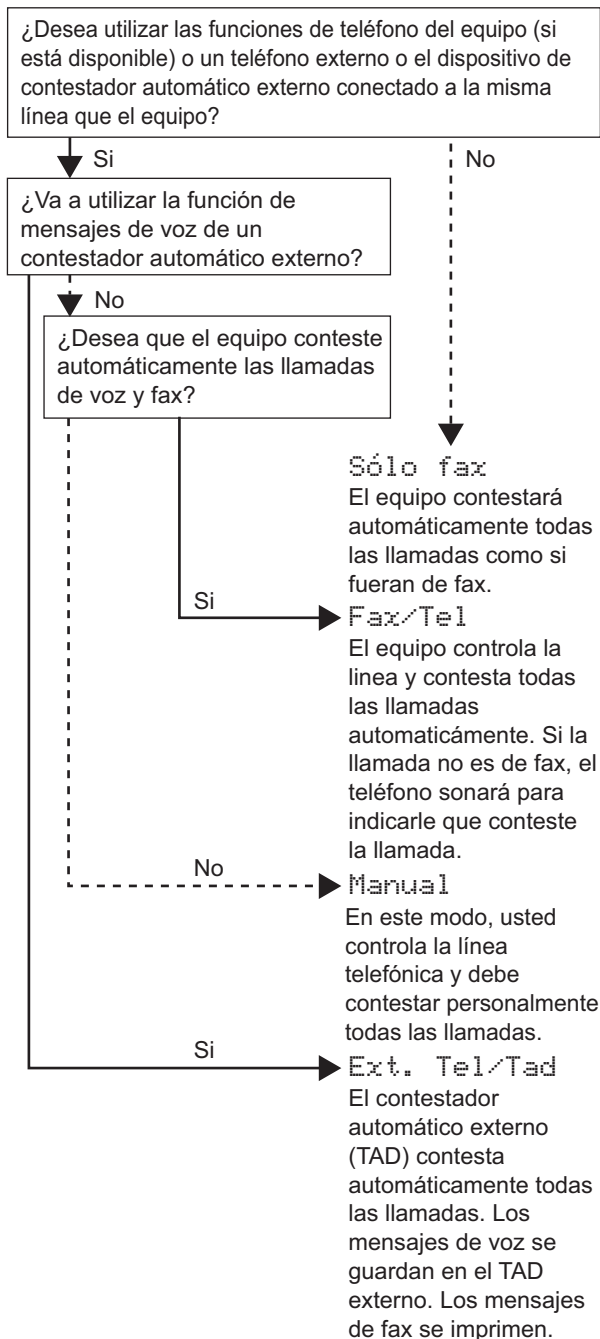 ¿Desea utilizar las funciones de teléfono del equipo (si
está disponible) o un teléfono externo o el dispositivo de
contestador automático externo conectado a la misma
línea que el equipo?
Si
No
¿Va a utilizar la función de
mensajes de voz de un
contestador automático externo?
No
¿Desea que el equipo conteste
automáticamente las llamadas
de voz y fax?
Sólo fax
El equipo contestará
automáticamente todas
las llamadas como si
fueran de fax.
Si
Fax/Tel
El equipo controla la
linea y contesta todas
las llamadas
automaticámente. Si la
llamada no es de fax, el
teléfono sonará para
indicarle que conteste
la llamada.
No
Manual
En este modo, usted
controla la línea
telefónica y debe
contestar personalmente
todas las llamadas.
Si
Ext. Tel/Tad
El contestador
automático externo
(TAD) contesta
automáticamente todas
las llamadas. Los
mensajes de voz se
guardan en el TAD
externo. Los mensajes
de fax se imprimen.